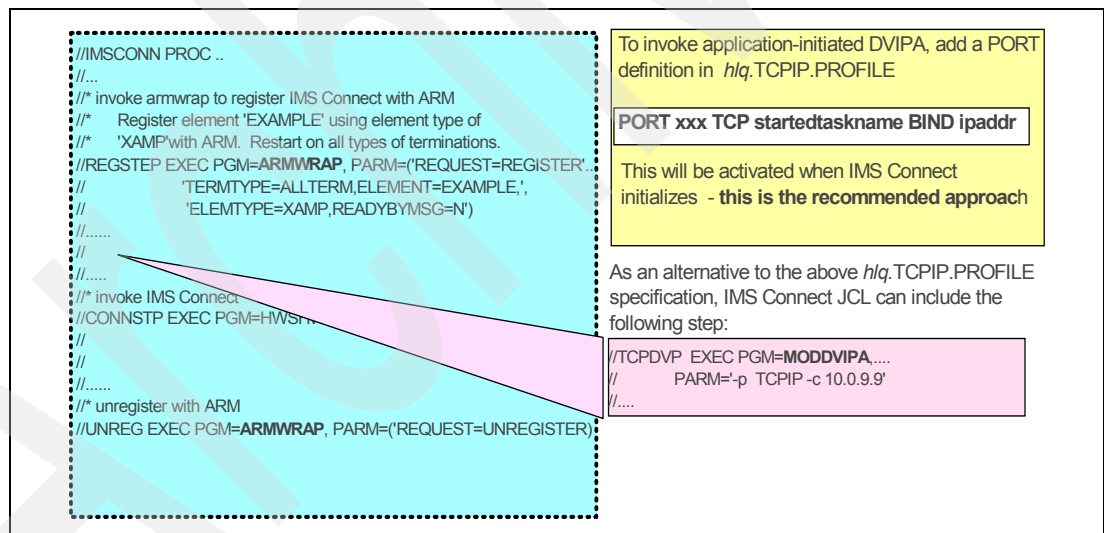 //IMSCONN PROC ..
//...
//* invoke armwrap to register IMS Connect with ARM
//* Register element 'EXAMPLE' using element type of
//* 'XAMP'with ARM. Restart on all types of terminations.
//REGSTEP EXEC PGM=ARMWRAP, PARM=('REQUEST=REGISTER'..
// 'TERMTYPE=ALLTERM,ELEMENT=EXAMPLE,',
// 'ELEMTYPE=XAMP,READYBYMSG=N')
//......
//
//.....
//* invoke IMS Connect
//CONNSTP EXEC
//
//
//......
//* unregister with ARM
//UNREG EXEC PGM=ARMWRAP, PARM=('REQUEST=UNREGISTER)
To invoke application-initiated DVIPA, add a PORT
definition in hlq.TCPIP.PROFILE
PORT xxx TCP startedtaskname BIND ipaddr
This will be activated when IMS Connect
initializes - this is the recommended approach
As an alternative to the above hlq.TCPIP.PROFILE
specification, IMS Connect JCL can include the
following step:
//TCPDVP EXEC PGM=MODDVIPA,....
// PARM='-p TCPIP -c 10.0.9.9'
//....